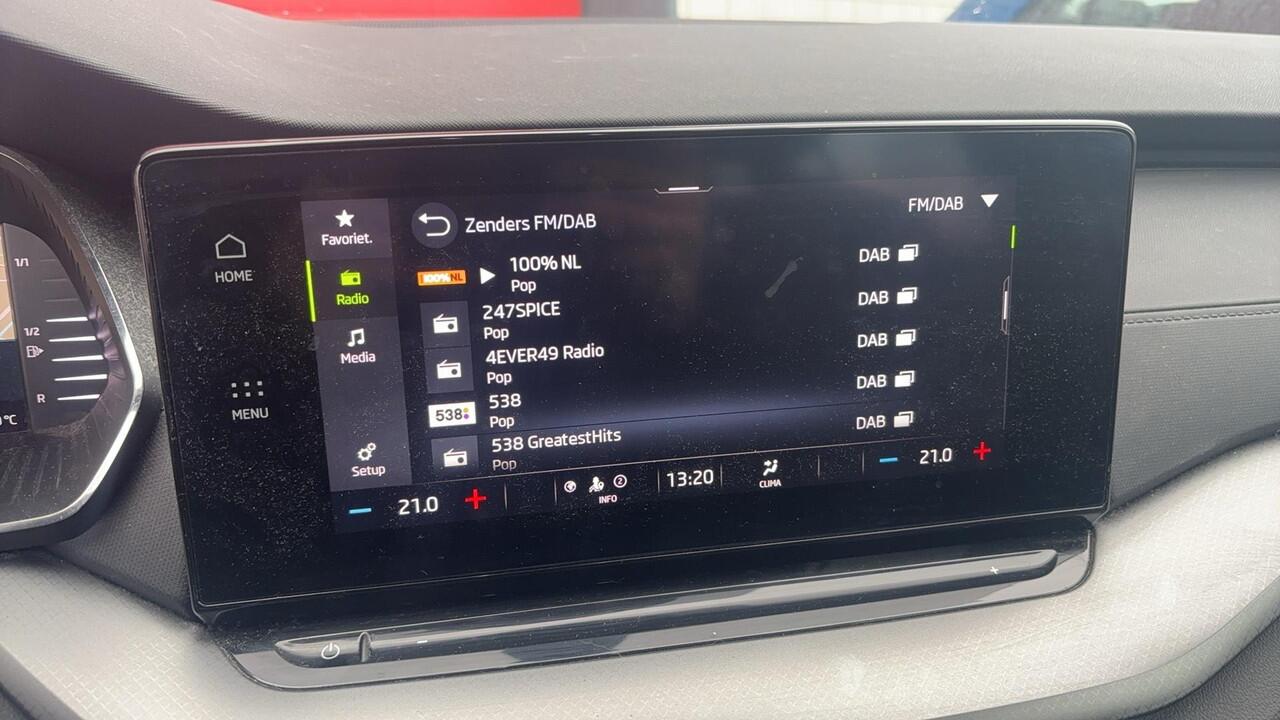 Zenders FM/DAB
FM/DAB
HOME
MENU
Favoriet.
Radio
Media
Setup
100%NL
100% NL
Pop
DAB
247SPICE
Pop
DAB
4EVER49 Radio
Pop
DAB
538
538
Pop
DAB
538 GreatestHits
Pop
DAB
− 21.0 +
2
INFO
13:20
CLIMA
− 21.0 +
1/1
1/2
R
°C
− +